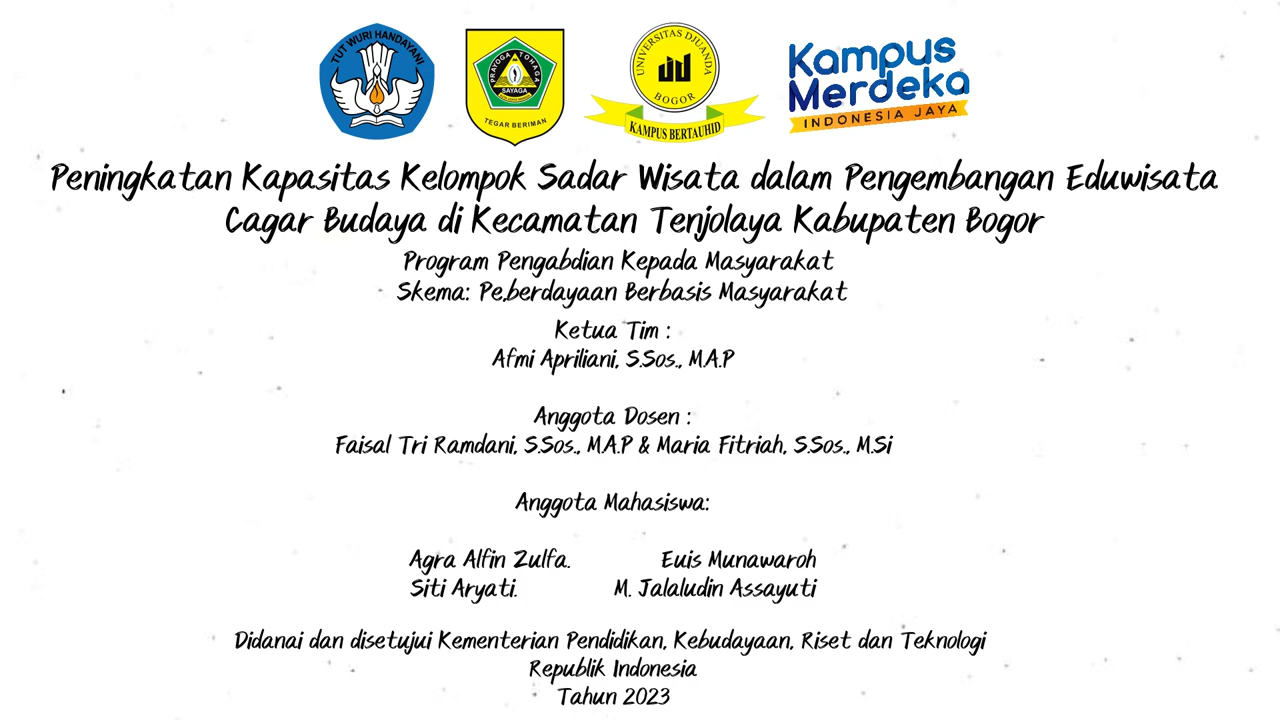 TUT WURI HANDAYANI
PRAYOGA TOHAGA
SAYAGA
TEGAR BERIMAN
UNIVERSITAS DJUANDA
BOGOR
KAMPUS BERTAUHID
Kampus
Merdeka
INDONESIA JAYA
Peningkatan Kapasitas Kelompok Sadar Wisata dalam Pengembangan Eduwisata
Cagar Budaya di Kecamatan Tenjolaya Kabupaten Bogor
Program Pengabdian Kepada Masyarakat
Skema: Pe,berdayaan Berbasis Masyarakat
Ketua Tim :
Afmi Apriliani, S.Sos., M.A.P
Anggota Dosen :
Faisal Tri Ramdani, S.Sos., M.A.P & Maria Fitriah, S.Sos., M.Si
Anggota Mahasiswa:
Agra Alfin Zulfa. Euis Munawaroh
Siti Aryati. M. Jalaludin Assayuti
Didanai dan disetujui Kementerian Pendidikan, Kebudayaan, Riset dan Teknologi
Republik Indonesia
Tahun 2023